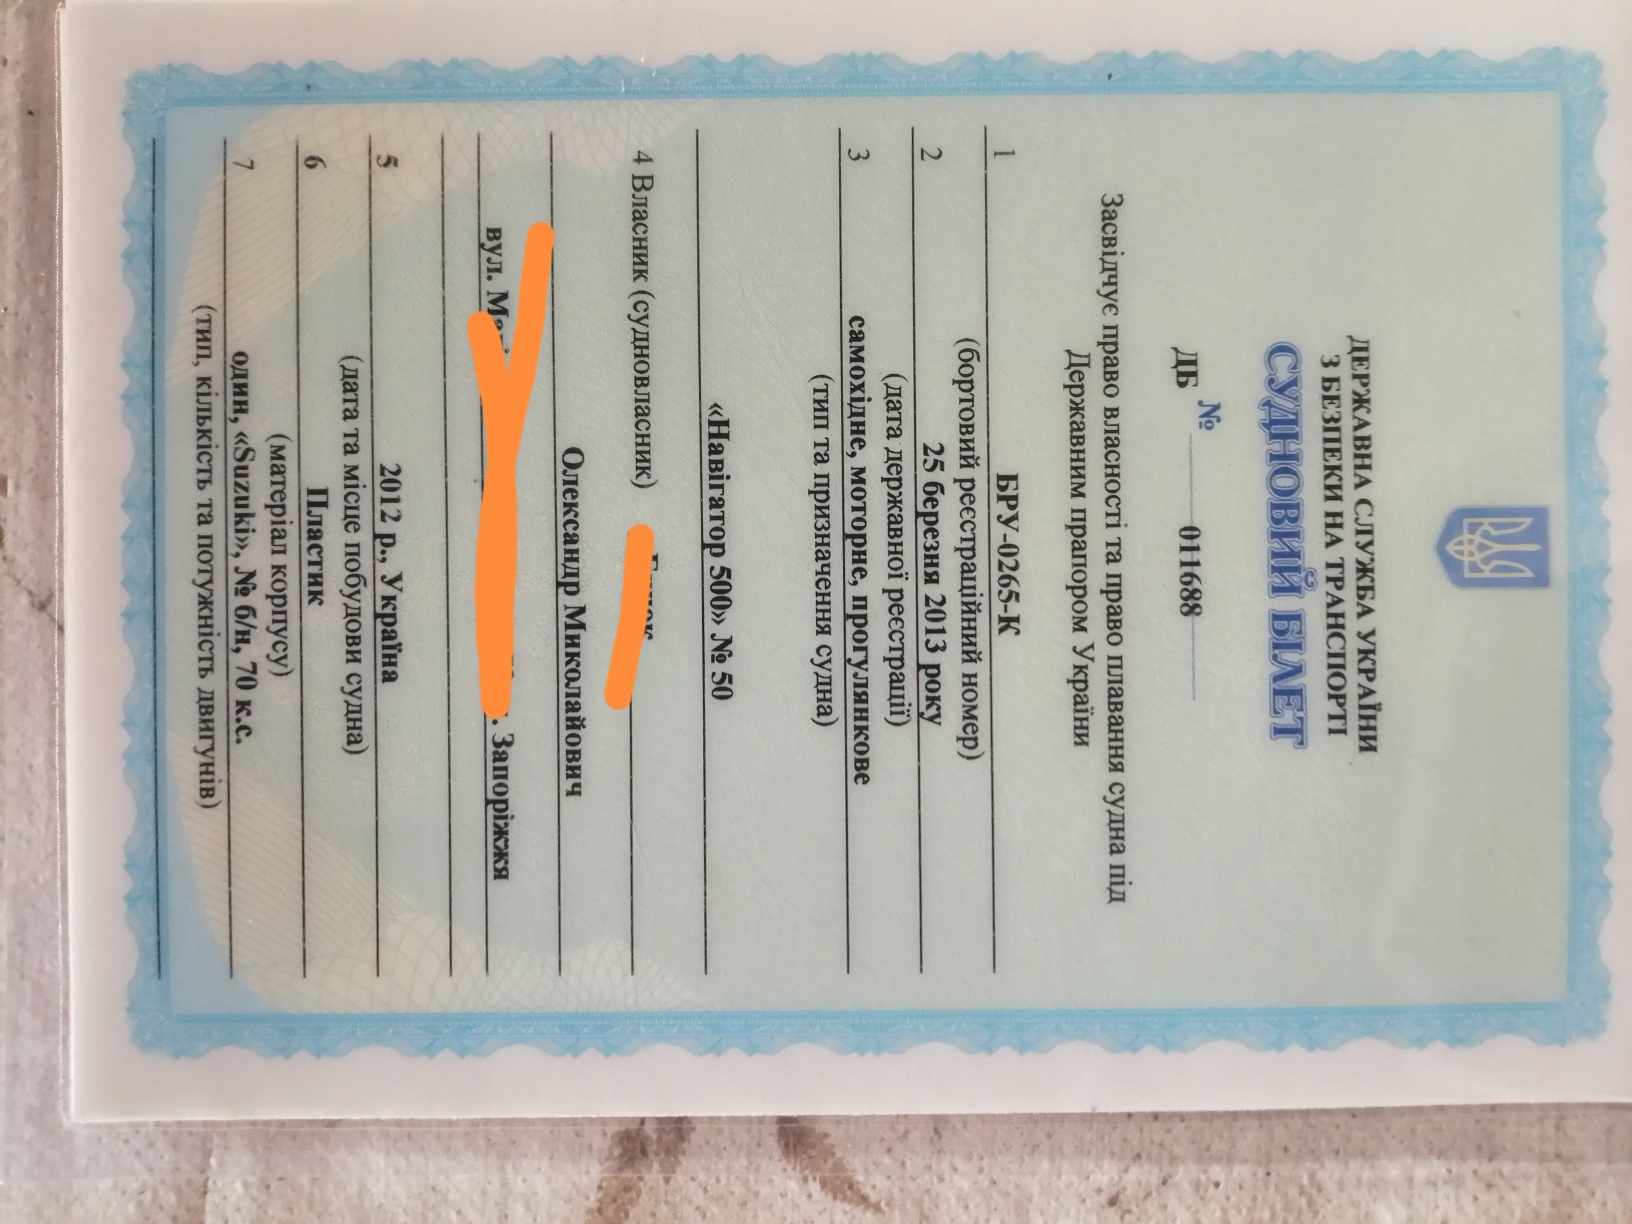 ДЕРЖАВНА СЛУЖБА УКРАЇНИ
З БЕЗПЕКИ НА ТРАНСПОРТІ
СУДНОВИЙ БІЛЕТ
ДБ № 011688
Засвідчує право власності та право плавання судна під
Державним прапором України
1 БРУ-0265-К
(бортовий реєстраційний номер)
2 25 березня 2013 року
(дата державної реєстрації)
3 самохідне, моторне, прогулянкове
(тип та призначення судна)
«Навігатор 500» № 50
4 Власник (судновласник)
Олександр Миколайович
вул. Запоріжжя
5 2012 р., Україна
(дата та місце побудови судна)
6 Пластик
(матеріал корпусу)
7 один, «Suzuki», № б/н, 70 к.с.
(тип, кількість та потужність двигунів)